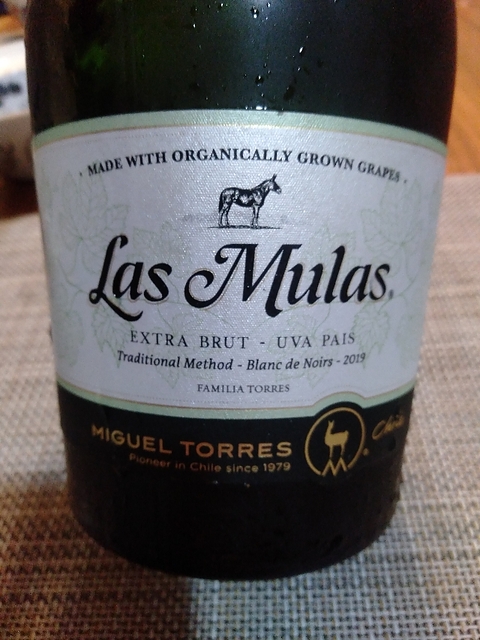 · MADE WITH ORGANICALLY GROWN GRAPES ·
Las Mulas®
EXTRA BRUT - UVA PAIS
Traditional Method - Blanc de Noirs - 2019
FAMILIA TORRES
MIGUEL TORRES
Pioneer in Chile since 1979
® Chile